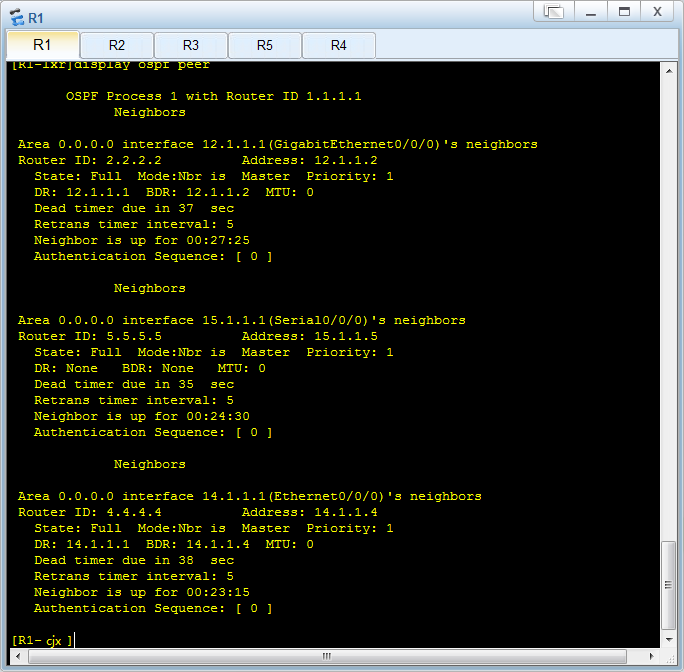 R1
R1 R2 R3 R5 R4
[R1-lxr]display ospf peer
OSPF Process 1 with Router ID 1.1.1.1
Neighbors
Area 0.0.0.0 interface 12.1.1.1(GigabitEthernet0/0/0)'s neighbors
Router ID: 2.2.2.2 Address: 12.1.1.2
State: Full Mode:Nbr is Master Priority: 1
DR: 12.1.1.1 BDR: 12.1.1.2 MTU: 0
Dead timer due in 37 sec
Retrans timer interval: 5
Neighbor is up for 00:27:25
Authentication Sequence: [ 0 ]
Neighbors
Area 0.0.0.0 interface 15.1.1.1(Serial0/0/0)'s neighbors
Router ID: 5.5.5.5 Address: 15.1.1.5
State: Full Mode:Nbr is Master Priority: 1
DR: None BDR: None MTU: 0
Dead timer due in 35 sec
Retrans timer interval: 5
Neighbor is up for 00:24:30
Authentication Sequence: [ 0 ]
Neighbors
Area 0.0.0.0 interface 14.1.1.1(Ethernet0/0/0)'s neighbors
Router ID: 4.4.4.4 Address: 14.1.1.4
State: Full Mode:Nbr is Master Priority: 1
DR: 14.1.1.1 BDR: 14.1.1.4 MTU: 0
Dead timer due in 38 sec
Retrans timer interval: 5
Neighbor is up for 00:23:15
Authentication Sequence: [ 0 ]
[R1- cjx ]